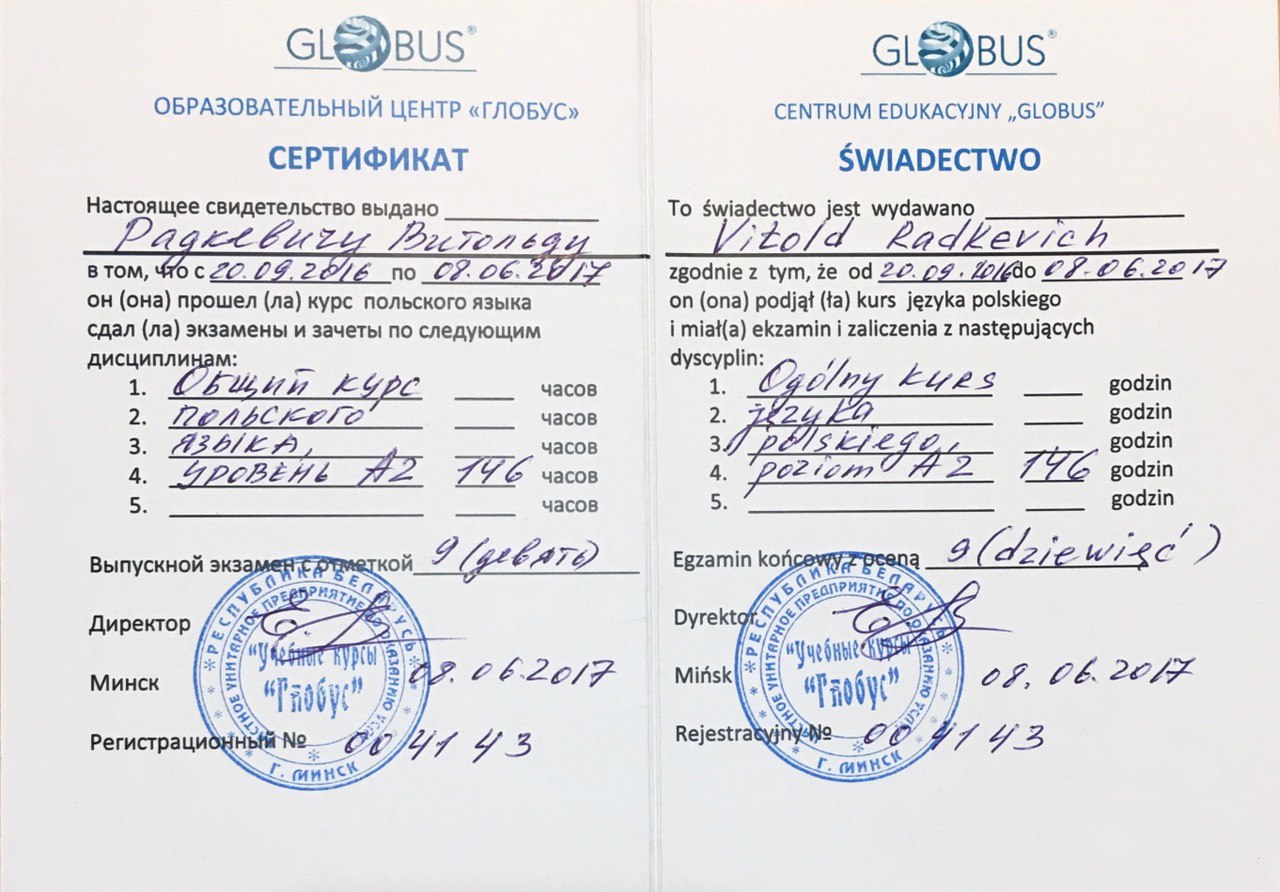 GLOBUS®
ОБРАЗОВАТЕЛЬНЫЙ ЦЕНТР «ГЛОБУС»
СЕРТИФИКАТ
Настоящее свидетельство выдано
Радкевичу Витольду
в том, что с 20.09.2016 по 08.06.2017
он (она) прошел (ла) курс польского языка
сдал (ла) экзамены и зачеты по следующим
дисциплинам:
1. Общий курс часов
2. польского часов
3. языка, часов
4. уровень А2 146 часов
5. часов
Выпускной экзамен с отметкой 9 (девять)
Директор
Минск 08.06.2017
Регистрационный № 004143
РЕСПУБЛИКА БЕЛАРУСЬ
ЧАСТНОЕ УНИТАРНОЕ ПРЕДПРИЯТИЕ ПО ОКАЗАНИЮ УСЛУГ
"Учебные курсы
"Глобус"
Г. МИНСК
GLOBUS®
CENTRUM EDUKACYJNY „GLOBUS”
ŚWIADECTWO
To świadectwo jest wydawano
Vitold Radkevich
zgodnie z tym, że od 20.09.2016 do 08.06.2017
on (ona) podjął (ła) kurs języka polskiego
i miał(a) ekzamin i zaliczenia z następujących
dyscyplin:
1. Ogólny kurs godzin
2. języka godzin
3. polskiego, godzin
4. poziom A2 146 godzin
5. godzin
Egzamin końcowy z oceną 9 (dziewięć)
Dyrektor
Mińsk 08.06.2017
Rejestracyjny № 004143
РЕСПУБЛИКА БЕЛАРУСЬ
ЧАСТНОЕ УНИТАРНОЕ ПРЕДПРИЯТИЕ ПО ОКАЗАНИЮ УСЛУГ
"Учебные курсы
"Глобус"
Г. МИНСК